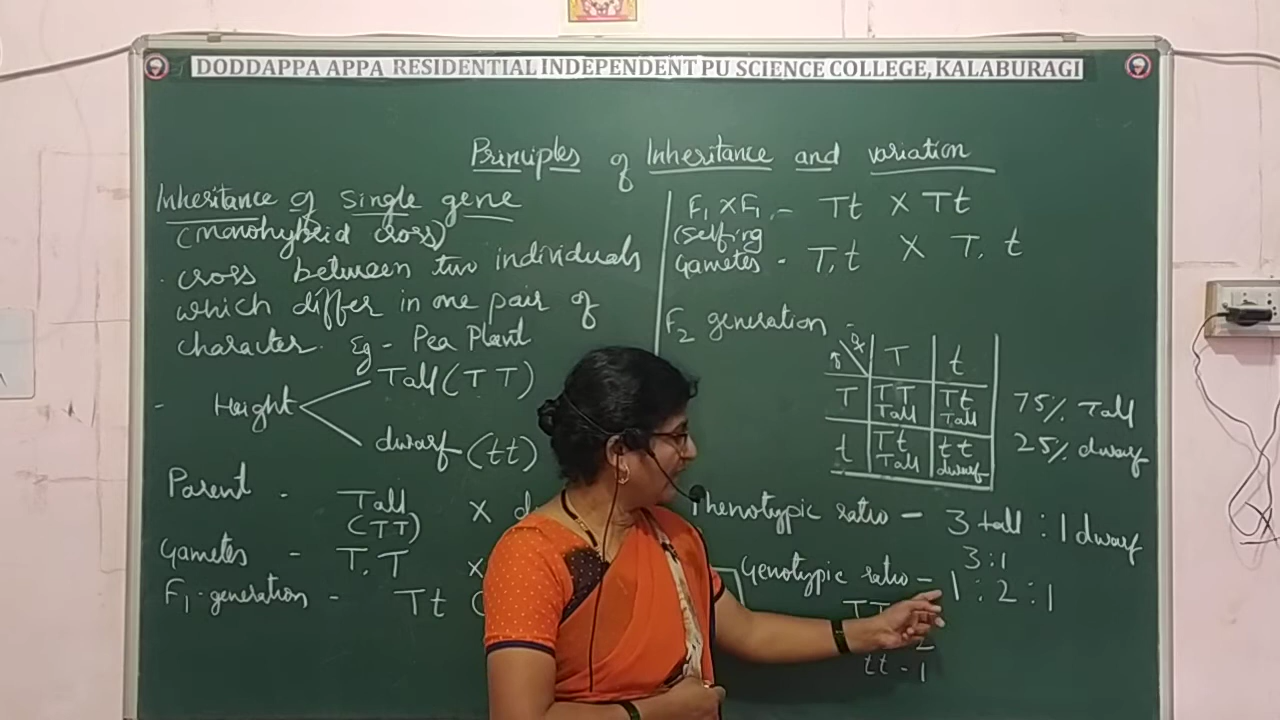 DODDAPPA APPA RESIDENTIAL INDEPENDENT PU SCIENCE COLLEGE, KALABURAGI
Principles of Inheritance and variation
Inheritance of single gene
(monohybrid cross)
. cross between two individuals
which differ in one pair of
character. Eg - Pea Plant
- Height
Tall (TT)
dwarf (tt)
Parent - Tall X d
(TT)
Gametes - T, T X
F1 - generation - Tt (
F1 X F1 - Tt X Tt
(selfing
Gametes - T, t X T, t
F2 generation -
T t
T TT Tt
Tall Tall
t Tt tt
Tall dwarf
75% Tall
25% dwarf
Phenotypic ratio - 3 tall : 1 dwarf
3:1
Genotypic ratio - 1 : 2 : 1
TT
2
tt - 1